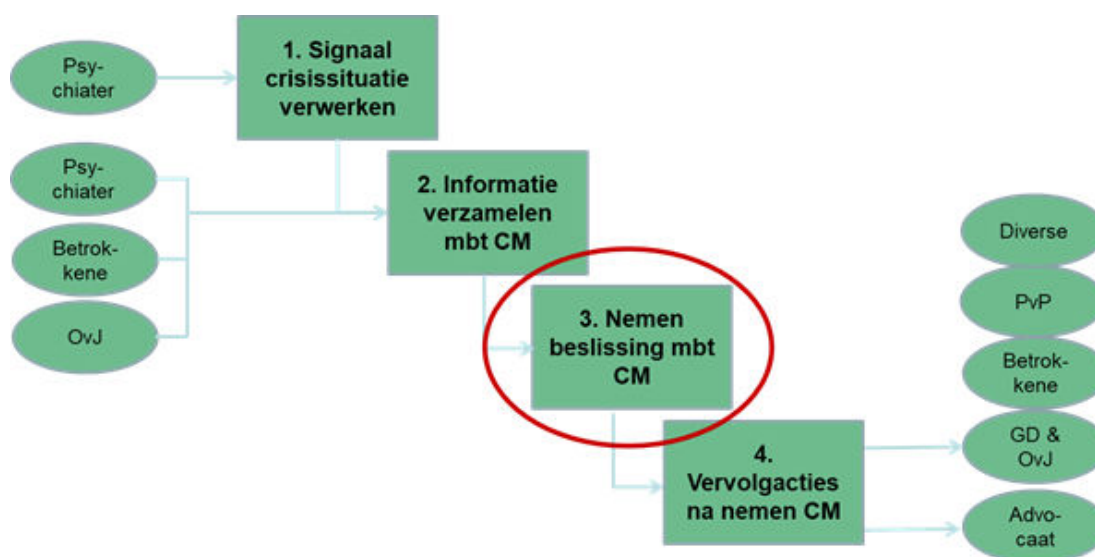 Psy-
chiater
1. Signaal
crisissituatie
verwerken
Psy-
chiater
Betrok-
kene
OvJ
2. Informatie
verzamelen
mbt CM
3. Nemen
beslissing mbt
CM
4.
Vervolgacties
na nemen CM
Diverse
PvP
Betrok-
kene
GD &
OvJ
Advo-
caat